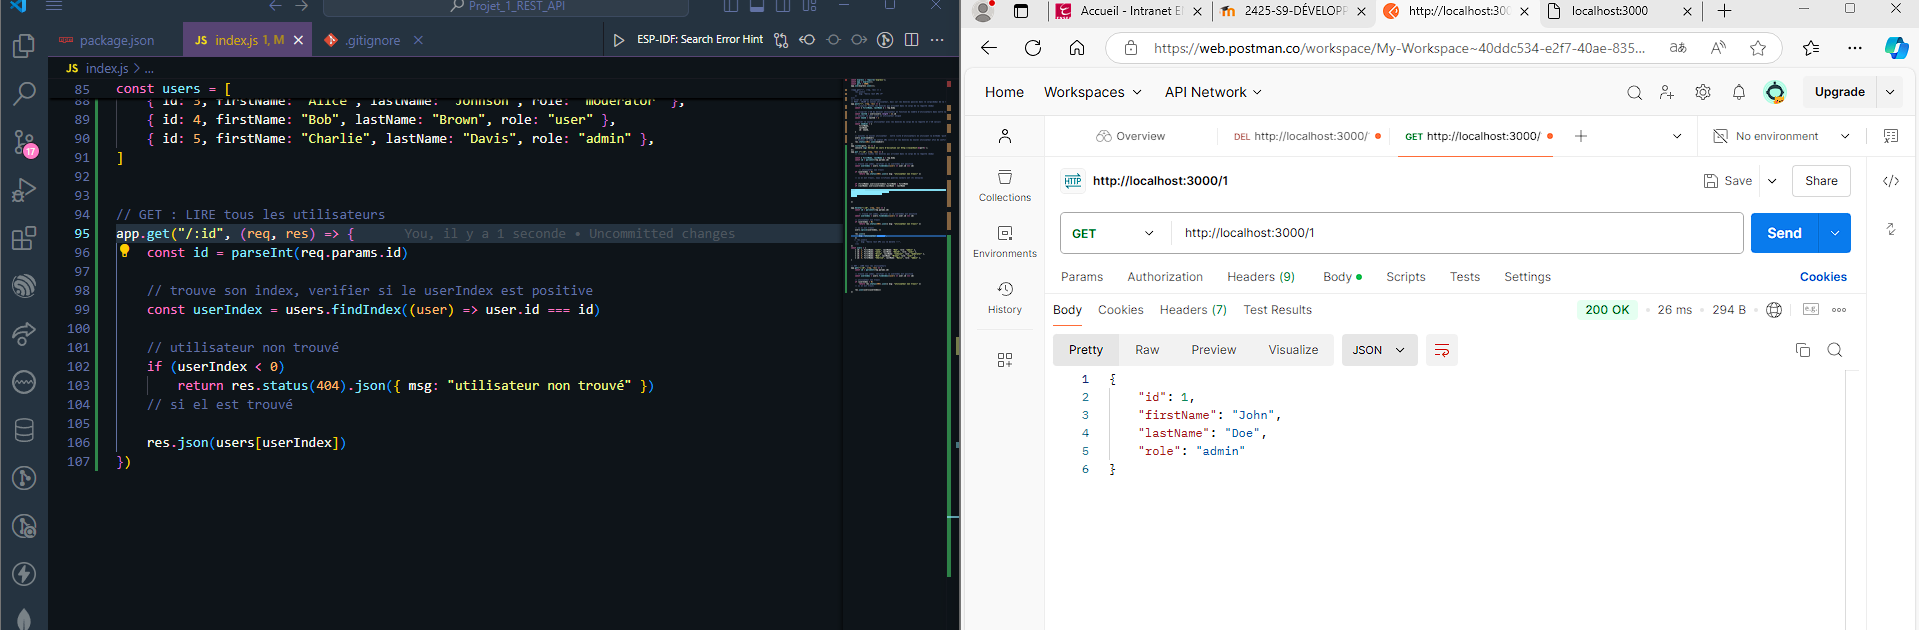 Projet_1_REST_API
package.json
JS index.js 1, M
.gitignore
ESP-IDF: Search Error Hint
JS index.js > ...
85 const users = [
88 { id: 3, firstName: "Alice", lastName: "Johnson", role: "moderator" },
89 { id: 4, firstName: "Bob", lastName: "Brown", role: "user" },
90 { id: 5, firstName: "Charlie", lastName: "Davis", role: "admin" },
91 ]
92
93
94 // GET : LIRE tous les utilisateurs
95 app.get("/:id", (req, res) => { You, il y a 1 seconde • Uncommitted changes
96 const id = parseInt(req.params.id)
97
98 // trouve son index, verifier si le userIndex est positive
99 const userIndex = users.findIndex((user) => user.id === id)
100
101 // utilisateur non trouvé
102 if (userIndex < 0)
103 return res.status(404).json({ msg: "utilisateur non trouvé" })
104 // si el est trouvé
105
106 res.json(users[userIndex])
107 })
17
Accueil - Intranet E
2425-S9-DÉVELOPP
http://localhost:300
localhost:3000
https://web.postman.co/workspace/My-Workspace~40ddc534-e2f7-40ae-835...
Home
Workspaces
API Network
Upgrade
Overview
DEL http://localhost:3000/
GET http://localhost:3000/
No environment
Collections
Environments
History
HTTP http://localhost:3000/1
Save
Share
GET
http://localhost:3000/1
Send
Params
Authorization
Headers (9)
Body
Scripts
Tests
Settings
Cookies
Body
Cookies
Headers (7)
Test Results
200 OK
26 ms
294 B
e.g.
Pretty
Raw
Preview
Visualize
JSON
1 {
2 "id": 1,
3 "firstName": "John",
4 "lastName": "Doe",
5 "role": "admin"
6 }